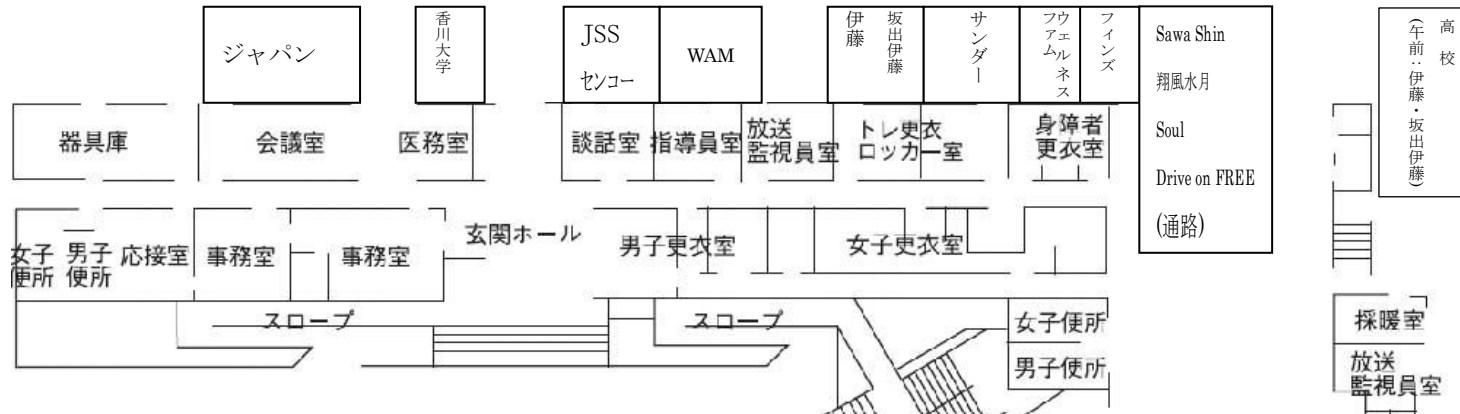 ジャパン
香川大学
JSS
センコー
WAM
伊藤
坂出伊藤
サンダー
ウェルネス
ファム
フィンズ
Sawa Shin
翔風水月
Soul
Drive on FREE
(通路)
高校
(午前:伊藤・坂出伊藤)
器具庫
会議室
医務室
談話室
指導員室
放送
監視員室
トレ更衣
ロッカー室
身障者
更衣室
女子
便所
男子
便所
応接室
事務室
事務室
玄関ホール
男子更衣室
女子更衣室
スロープ
スロープ
女子便所
男子便所
採暖室
放送
監視員室